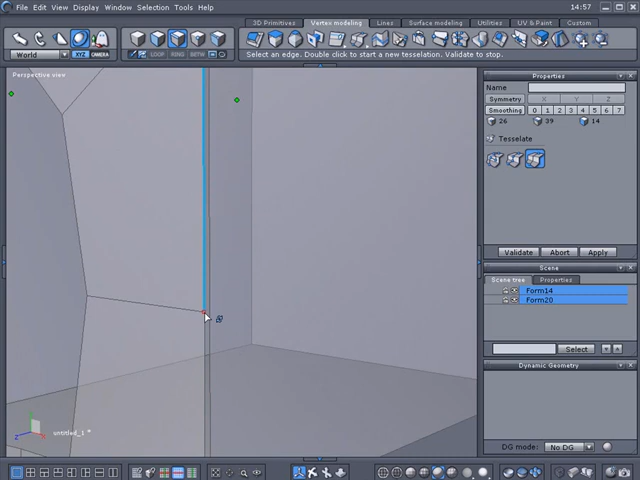 File Edit View Display Window Selection Tools Help 14:57
3D Primitives Vertex modeling Lines Surface modeling Utilities UV & Paint Custom
World XYZ CAMERA LOOP RING BETW
Select an edge. Double click to start a new tesselation. Validate to stop.
Perspective view
Properties
Name
Symmetry X Y Z
Smoothing 0 1 2 3 4 5 6 7
26 39 14
Tesselate
Validate Abort Apply
Scene
Scene tree Properties
Form14
Form20
Select
Dynamic Geometry
Y
Z X
untitled_1 *
DG mode: No DG